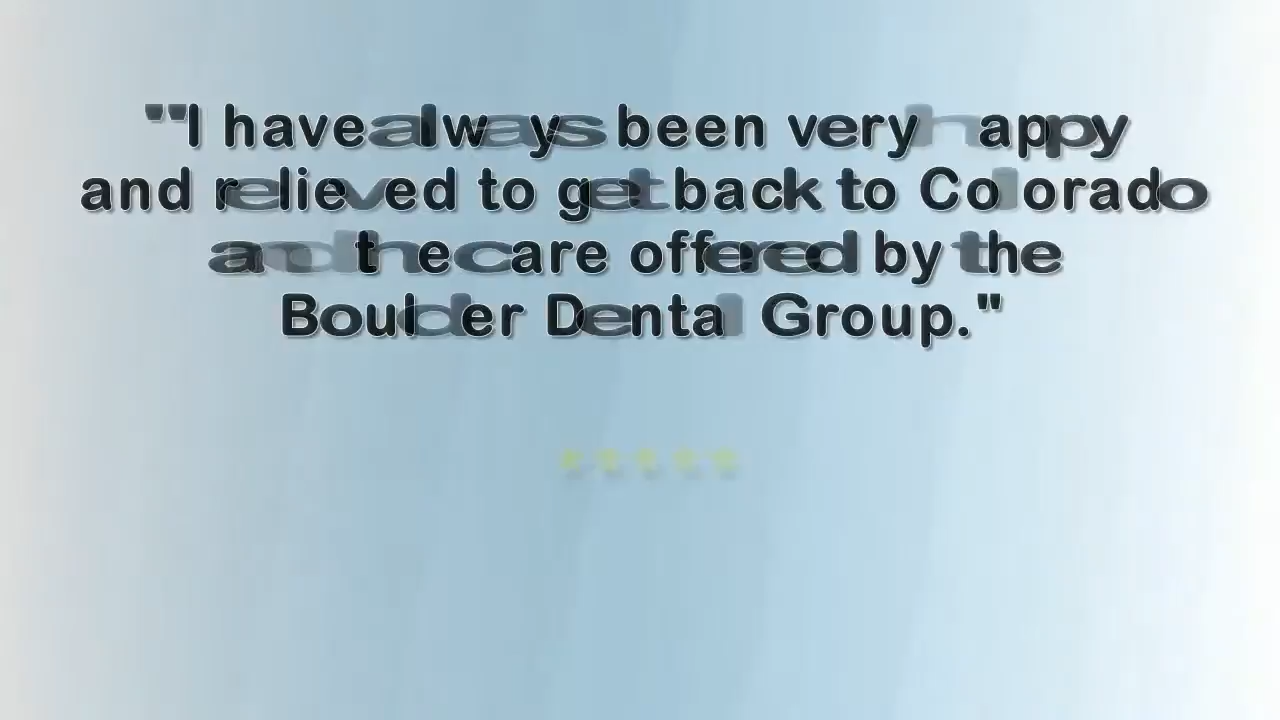 "I have always been very happy
and relieved to get back to Colorado
and the care offered by the
Boulder Dental Group."